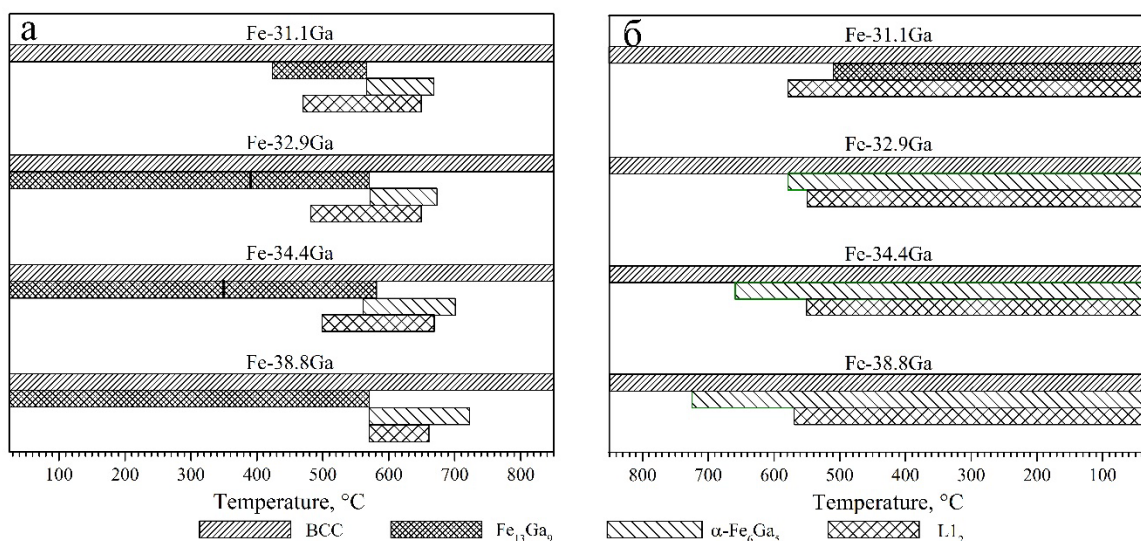 а
Fe-31.1Ga
Fe-32.9Ga
Fe-34.4Ga
Fe-38.8Ga
100 200 300 400 500 600 700 800
Temperature, °C
б
Fe-31.1Ga
Fe-32.9Ga
Fe-34.4Ga
Fe-38.8Ga
800 700 600 500 400 300 200 100
Temperature, °C
BCC Fe₁₃Ga₉ α-Fe₆Ga₅ L1₂